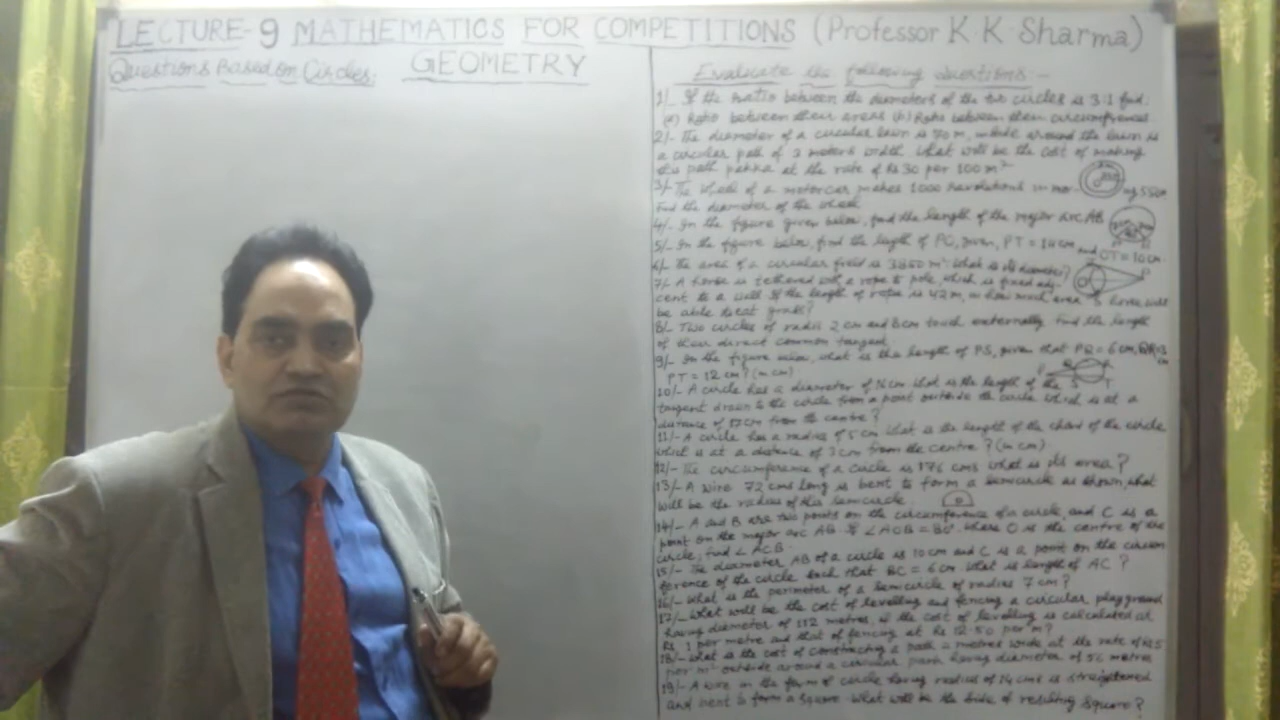 LECTURE-9 MATHEMATICS FOR COMPETITIONS (Professor K.K.Sharma)
Questions Based on Circles: GEOMETRY
Evaluate the following questions:-
1/- If the ratio between the diameters of the two circles is 3:1 find:
(a) Ratio between their areas (b) Ratio between their circumferences
2/- The diameter of a circular lawn is 70 m, around the lawn is
a circular path of 3 meters width. What will be the cost of making
this path pakka at the rate of Rs 30 per 100 m²
3/- The wheel of a motorcar makes 1000 Revolutions in
Find the diameter of the wheel
4/- In the figure given below, find the length of the major arc AB
5/- In the figure below, find the length of PO, given, PT = cm and OT = 10 cm.
6/- The area of a circular field is 3850 m². What is its diameter?
7/- A horse is tethered with a rope to pole, which is fixed adj-
cent to a wall If the length of rope is 42 m, in how much area horse will
be able to eat grass?
8/- Two circles of radii 2 cm and 8 cm touch externally find the length
of their direct common tangent.
9/- In the figure what is the length of PS, given that PQ = 6 cm,
PT = 12 cm? (in cm)
10/- A circle has a diameter of 16 cm what is the length of the
tangent drawn to the circle from a point outside the circle which is at a
distance of 17 cm from the centre?
11/- A circle has a radius of 5 cm what is the length of the chord of the circle
what is at a distance of 3 cm from the centre? (in cm)
12/- The circumference of a circle is 176 cms what is its area?
13/- A wire 72 cms long is bent to form a semicircle as shown, what
will be the radius of this semicircle.
14/- A and B are two points on the circumference of a circle and C is a
point on the major arc AB If ∠AOB = 80° where O is the centre of the
circle, find ∠ACB.
15/- The diameter AB of a circle is 10 cm and C is a point on the circum
ference of the circle such that BC = 6 cm what is length of AC?
16/- What is the perimeter of a semicircle of radius 7 cm?
17/- What will be the cost of levelling and fencing a circular playground
having diameter of 112 metres, if the cost of levelling is calculated at
Rs. 1 per metre and that of fencing at Rs 12.50 per m?
18/- What is the cost of constructing a path metres wide at the rate of Rs 5
per m² outside around a circular park having diameter of metres
19/- A wire in the form of circle having radius of 14 cms is straightened
and bent to form a square what will be the side of resulting square?